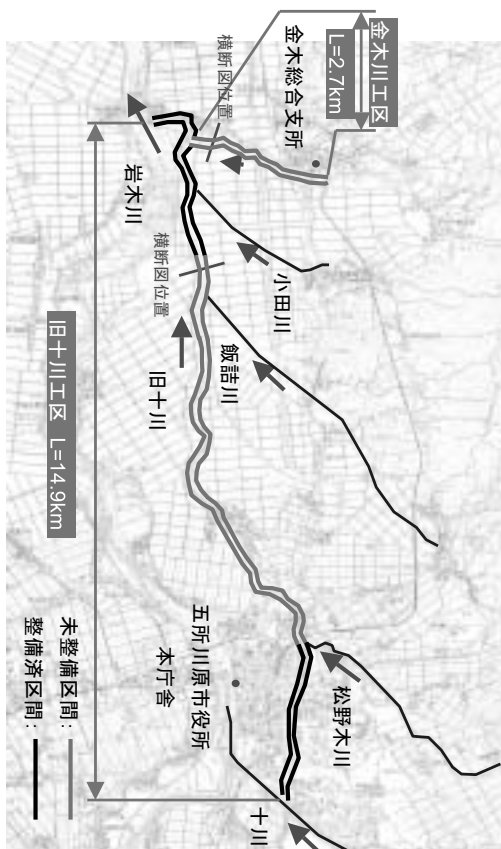 金木川工区
L=2.7km
金木総合支所
横断図位置
岩木川
横断図位置
小田川
飯詰川
旧十川
旧十川工区 L=14.9km
五所川原市役所
本庁舎
松野木川
十川
未整備区間:
整備済区間: